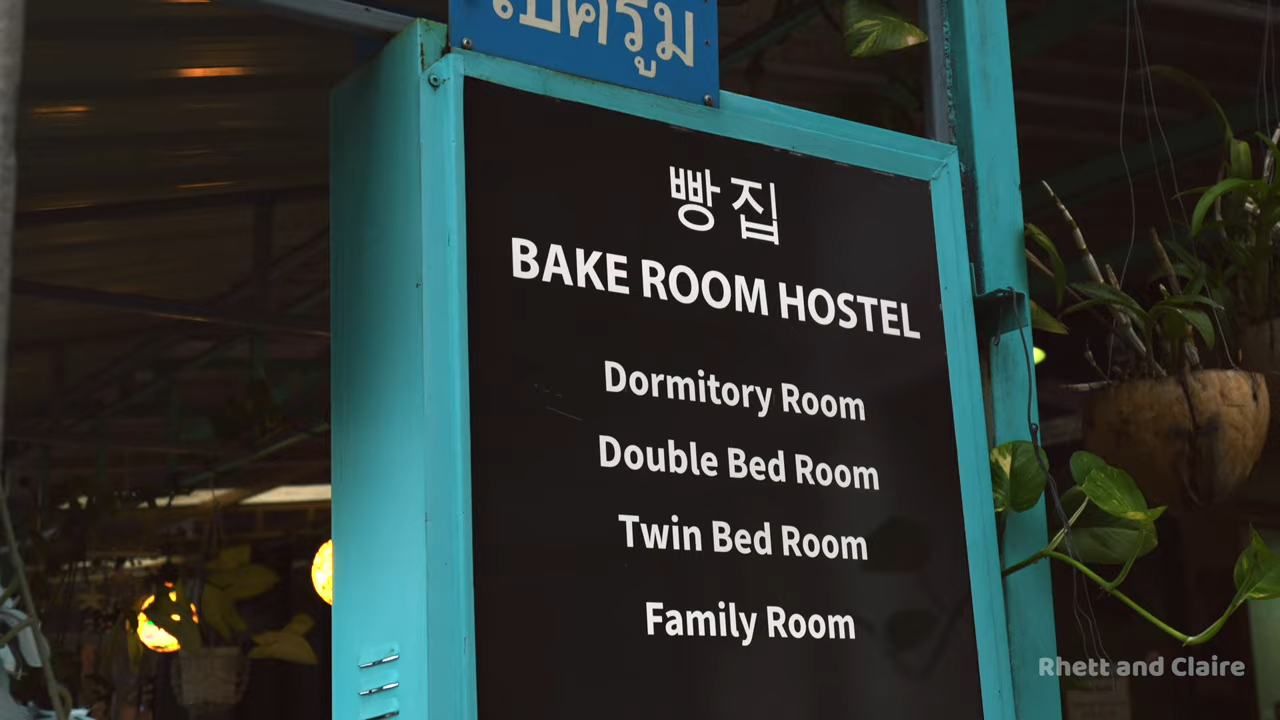 เบครูม
빵집
BAKE ROOM HOSTEL
Dormitory Room
Double Bed Room
Twin Bed Room
Family Room
Rhett and Claire